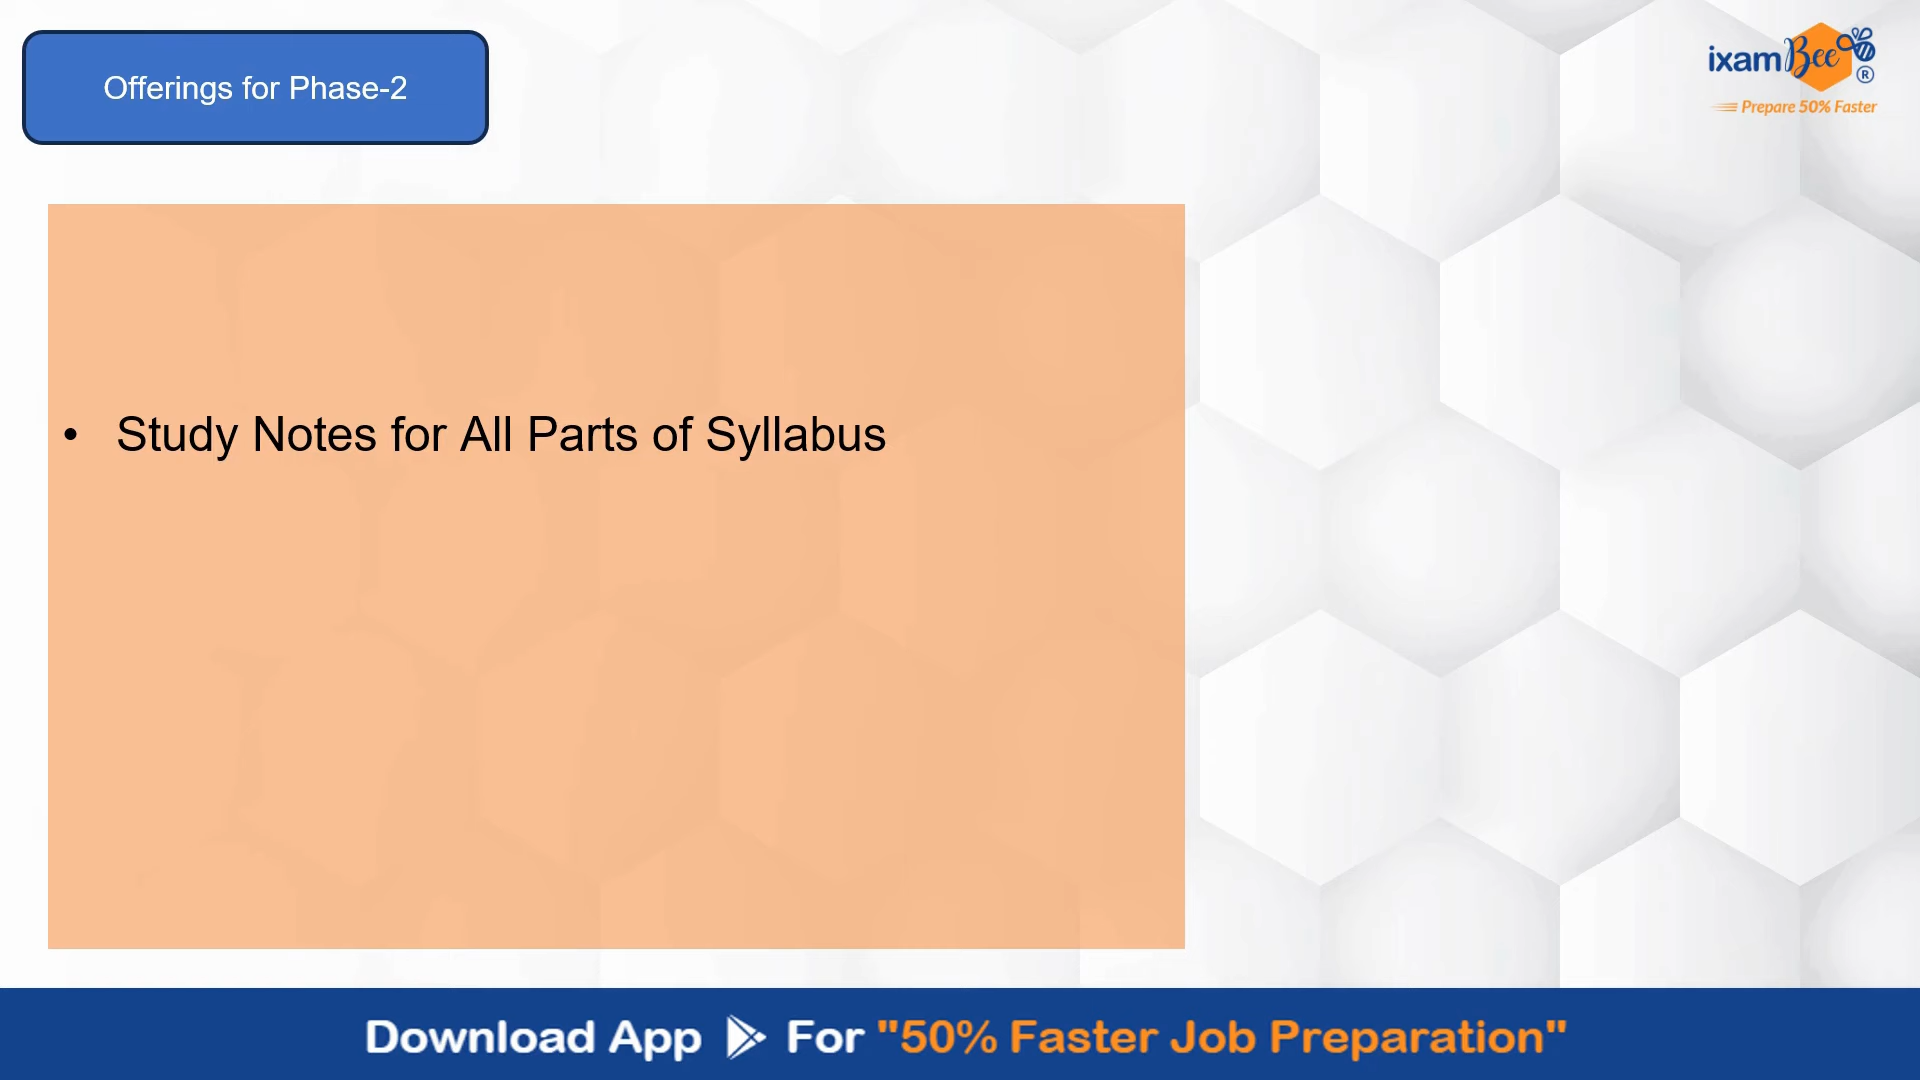 Offerings for Phase-2
ixamBee®
Prepare 50% Faster
• Study Notes for All Parts of Syllabus
Download App For "50% Faster Job Preparation"